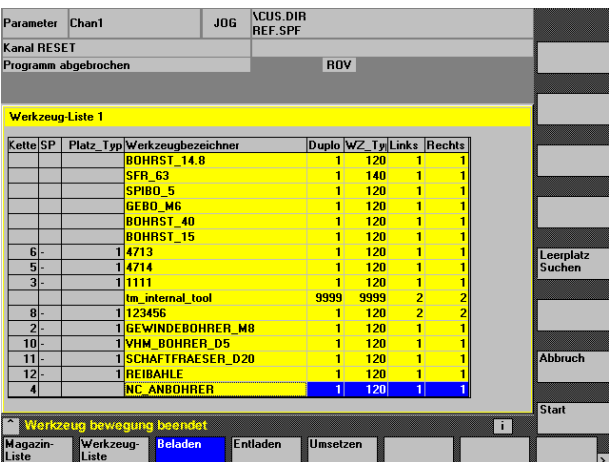 Parameter Chan1 JOG \CUS.DIR
REF.SPF
Kanal RESET
Programm abgebrochen ROV
Werkzeug-Liste 1
Kette SP Platz_Typ Werkzeugbezeichner Duplo WZ_Ty Links Rechts
BOHRST_14.8 1 120 1 1
SFR_63 1 140 1 1
SPIBO_5 1 120 1 1
GEBO_M6 1 120 1 1
BOHRST_40 1 120 1 1
BOHRST_15 1 120 1 1
6 - 1 4713 1 120 1 1
5 - 1 4714 1 120 1 1
3 - 1 1111 1 120 1 1
tm_internal_tool 9999 9999 2 2
8 - 1 123456 1 120 2 2
2 - 1 GEWINDEBOHRER_M8 1 120 1 1
10 - 1 VHM_BOHRER_D5 1 120 1 1
11 - 1 SCHAFTFRAESER_D20 1 120 1 1
12 - 1 REIBAHLE 1 120 1 1
4 NC_ANBOHRER 1 120 1 1
Leerplatz
Suchen
Abbruch
Start
^ Werkzeug bewegung beendet i
Magazin-
Liste
Werkzeug-
Liste
Beladen
Entladen
Umsetzen
>